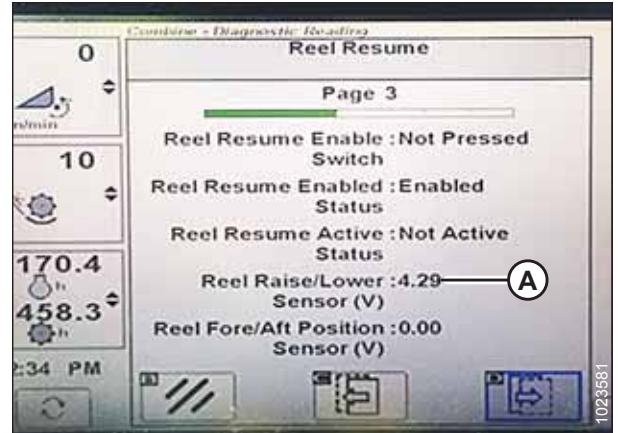 Combine - Diagnostic Reading
Reel Resume
Page 3
Reel Resume Enable :Not Pressed
Switch
Reel Resume Enabled :Enabled
Status
Reel Resume Active :Not Active
Status
Reel Raise/Lower :4.29
Sensor (V)
Reel Fore/Aft Position :0.00
Sensor (V)
0
n/min
10
170.4
h
458.3
h
2:34 PM
A
1023581